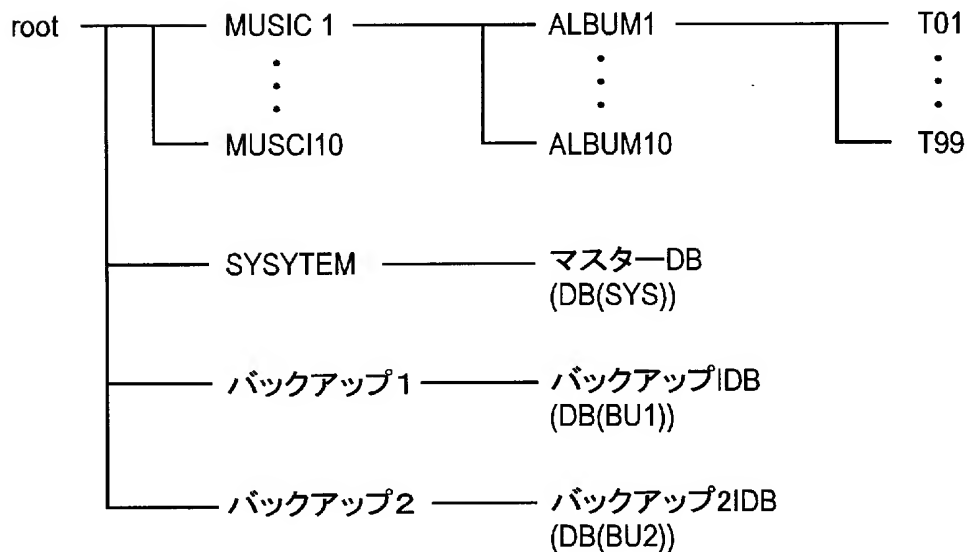 root MUSIC 1 ALBUM1 T01
MUSCI10 ALBUM10 T99
SYSYTEM マスターDB
(DB(SYS))
バックアップ1 バックアップIDB
(DB(BU1))
バックアップ2 バックアップ2IDB
(DB(BU2))